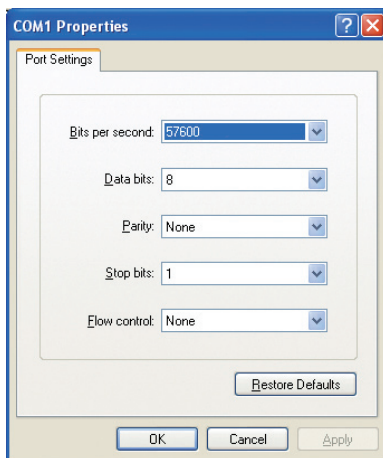 COM1 Properties
Port Settings
Bits per second: 57600
Data bits: 8
Parity: None
Stop bits: 1
Flow control: None
Restore Defaults
OK Cancel Apply